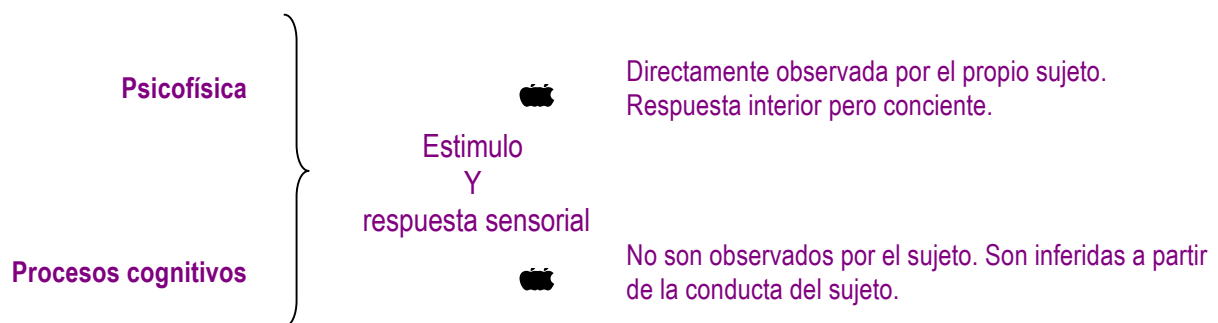 Psicofísica
Directamente observada por el propio sujeto.
Respuesta interior pero conciente.
Estimulo
Y
respuesta sensorial
Procesos cognitivos
No son observados por el sujeto. Son inferidas a partir
de la conducta del sujeto.